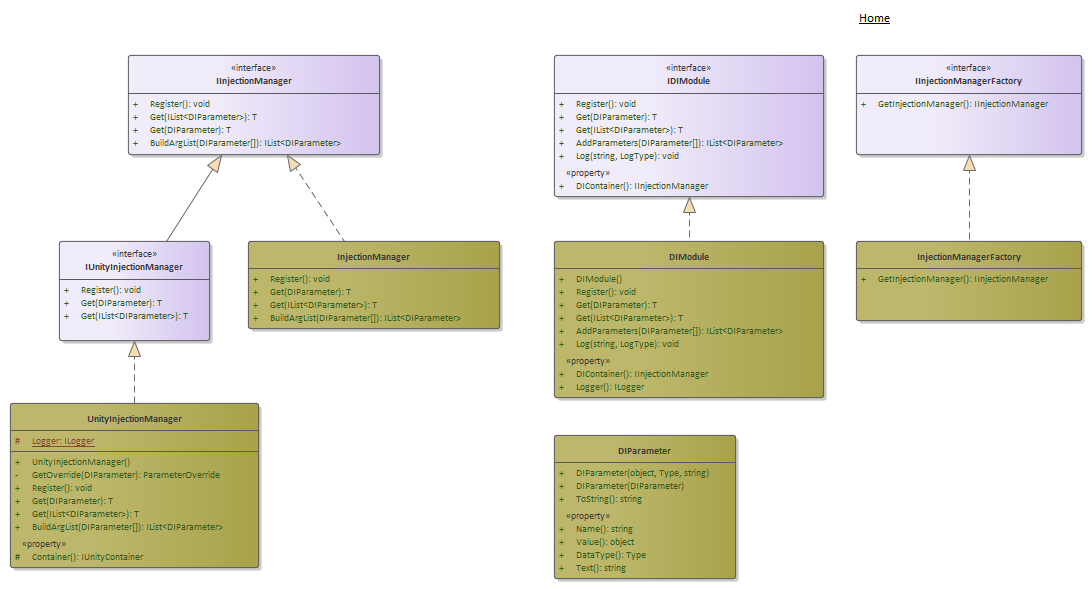 Home
«interface»
IInjectionManager
+ Register(): void
+ Get(IList<DIParameter>): T
+ Get(DIParameter): T
+ BuildArgList(DIParameter[]): IList<DIParameter>
«interface»
IDIModule
+ Register(): void
+ Get(DIParameter): T
+ Get(IList<DIParameter>): T
+ AddParameters(DIParameter[]): IList<DIParameter>
+ Log(string, LogType): void
«property»
+ DIContainer(): IInjectionManager
«interface»
IInjectionManagerFactory
+ GetInjectionManager(): IInjectionManager
«interface»
IUnityInjectionManager
+ Register(): void
+ Get(DIParameter): T
+ Get(IList<DIParameter>): T
InjectionManager
+ Register(): void
+ Get(DIParameter): T
+ Get(IList<DIParameter>): T
+ BuildArgList(DIParameter[]): IList<DIParameter>
DIModule
+ DIModule()
+ Register(): void
+ Get(DIParameter): T
+ Get(IList<DIParameter>): T
+ AddParameters(DIParameter[]): IList<DIParameter>
+ Log(string, LogType): void
«property»
+ DIContainer(): IInjectionManager
+ Logger(): ILogger
InjectionManagerFactory
+ GetInjectionManager(): IInjectionManager
UnityInjectionManager
# Logger: ILogger
+ UnityInjectionManager()
- GetOverride(DIParameter): ParameterOverride
+ Register(): void
+ Get(DIParameter): T
+ Get(IList<DIParameter>): T
+ BuildArgList(DIParameter[]): IList<DIParameter>
«property»
# Container(): IUnityContainer
DIParameter
+ DIParameter(object, Type, string)
+ DIParameter(DIParameter)
+ ToString(): string
«property»
+ Name(): string
+ Value(): object
+ DataType(): Type
+ Text(): string